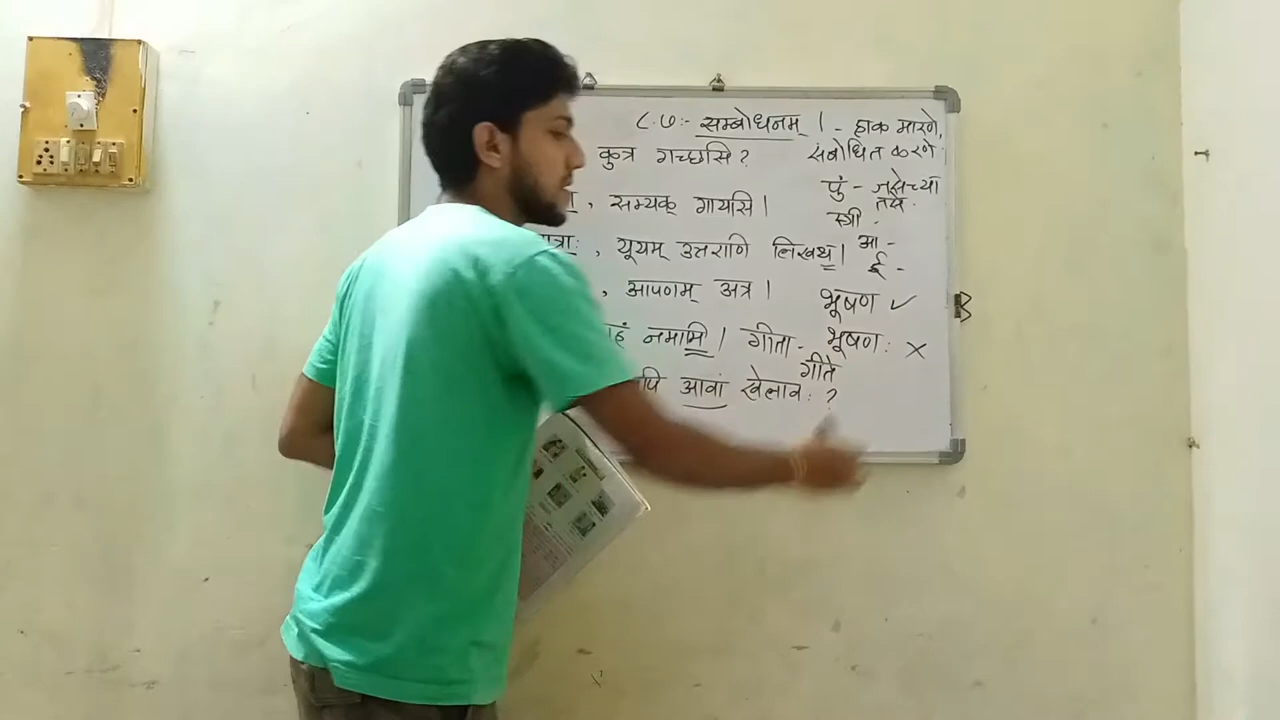 ८.७:- सम्बोधनम् । - हाक मारणे,
संबोधित करणे
कुत्र गच्छसि ?
पुं - जसेच्या
तसे.
, सम्यक् गायसि ।
स्त्री -
आ -
ई -
, यूयम् उत्तराणि लिखथ ।
, आपणम् अत्र ।
भूषण ✓
नमामि । गीता - भूषण: ✗
गीते
आवां खेलाव: ?